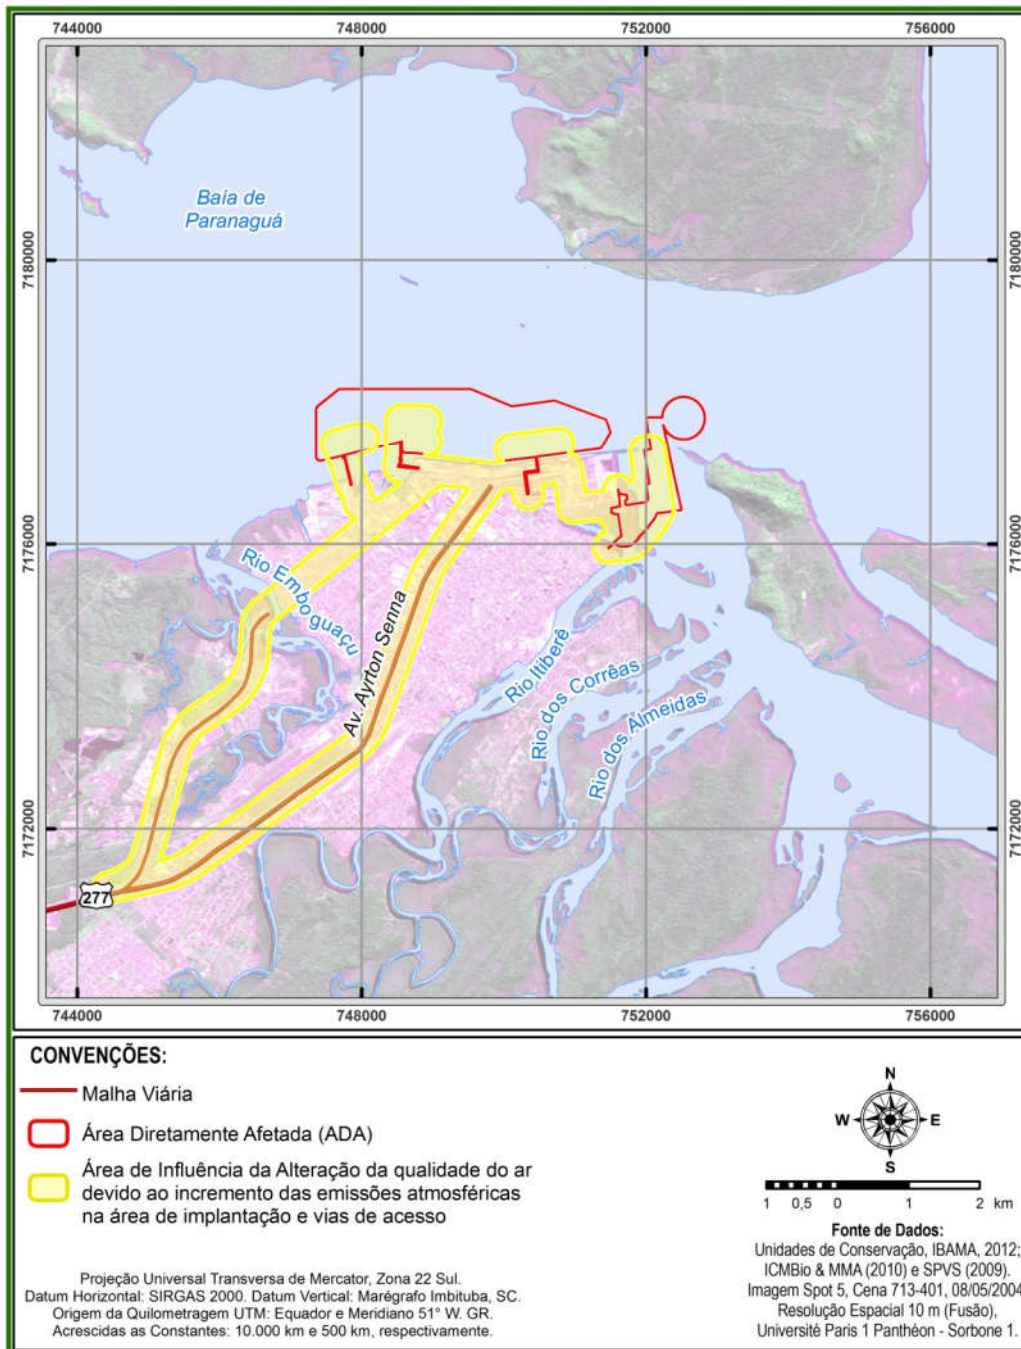 744000
748000
752000
756000
7180000
7180000
Baía de
Paranaguá
7176000
7176000
Rio Emboguaçu
Av. Ayrton Senna
Rio Itiberê
Rio dos Corrêas
Rio dos Almeidas
7172000
7172000
277
744000
748000
752000
756000
CONVENÇÕES:
Malha Viária
Área Diretamente Afetada (ADA)
Área de Influência da Alteração da qualidade do ar
devido ao incremento das emissões atmosféricas
na área de implantação e vias de acesso
Projeção Universal Transversa de Mercator, Zona 22 Sul.
Datum Horizontal: SIRGAS 2000. Datum Vertical: Marégrafo Imbituba, SC.
Origem da Quilometragem UTM: Equador e Meridiano 51° W. GR.
Acrescidas as Constantes: 10.000 km e 500 km, respectivamente.
N
W
E
S
1 0,5 0 1 2 km
Fonte de Dados:
Unidades de Conservação, IBAMA, 2012;
ICMBio & MMA (2010) e SPVS (2009).
Imagem Spot 5, Cena 713-401, 08/05/2004
Resolução Espacial 10 m (Fusão),
Université Paris 1 Panthéon - Sorbone 1.